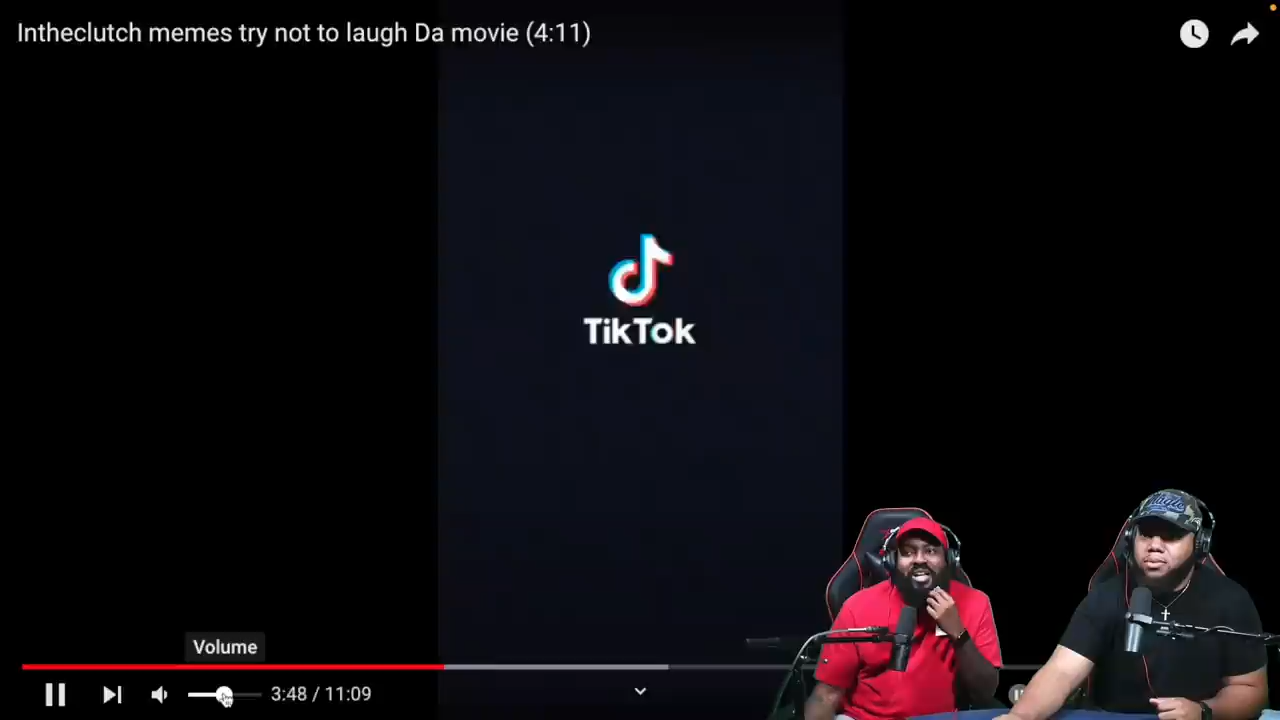 Intheclutch memes try not to laugh Da movie (4:11)
TikTok
Volume
3:48 / 11:09